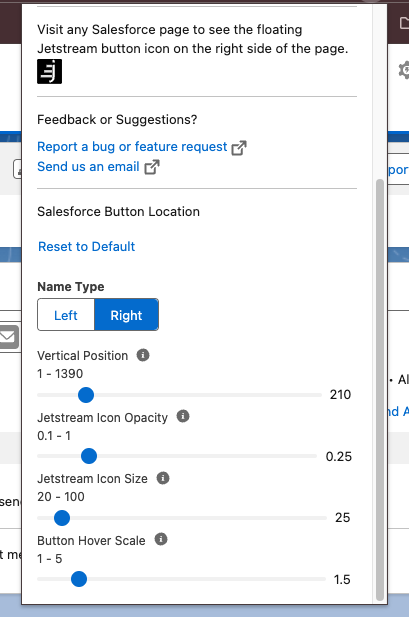 Visit any Salesforce page to see the floating
Jetstream button icon on the right side of the page.
Feedback or Suggestions?
Report a bug or feature request
Send us an email
Salesforce Button Location
Reset to Default
Name Type
Left
Right
Vertical Position
1 - 1390
210
Jetstream Icon Opacity
0.1 - 1
0.25
Jetstream Icon Size
20 - 100
25
Button Hover Scale
1 - 5
1.5